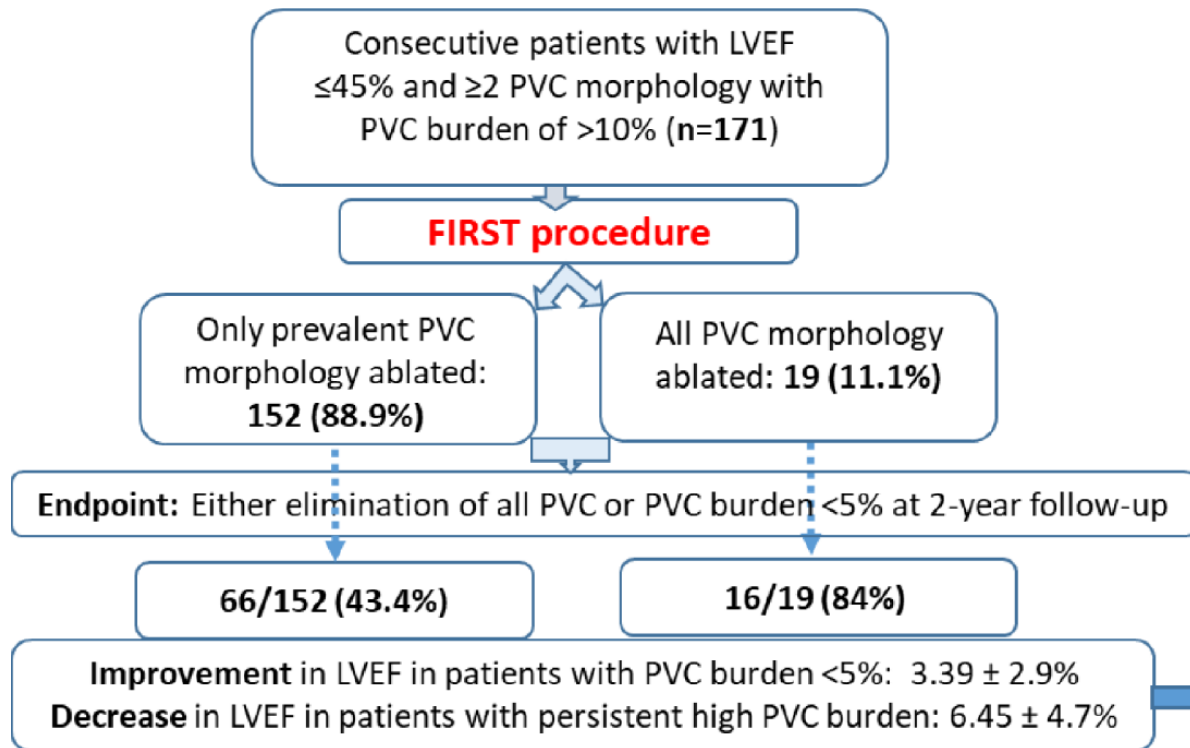 Consecutive patients with LVEF
≤45% and ≥2 PVC morphology with
PVC burden of >10% (n=171)
FIRST procedure
Only prevalent PVC
morphology ablated:
152 (88.9%)
All PVC morphology
ablated: 19 (11.1%)
Endpoint: Either elimination of all PVC or PVC burden <5% at 2-year follow-up
66/152 (43.4%)
16/19 (84%)
Improvement in LVEF in patients with PVC burden <5%: 3.39 ± 2.9%
Decrease in LVEF in patients with persistent high PVC burden: 6.45 ± 4.7%